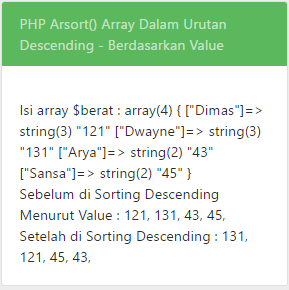 PHP Arsort() Array Dalam Urutan
Descending - Berdasarkan Value
Isi array $berat : array(4) { ["Dimas"]=>
string(3) "121" ["Dwayne"]=> string(3)
"131" ["Arya"]=> string(2) "43"
["Sansa"]=> string(2) "45" }
Sebelum di Sorting Descending
Menurut Value : 121, 131, 43, 45,
Setelah di Sorting Descending : 131,
121, 45, 43,